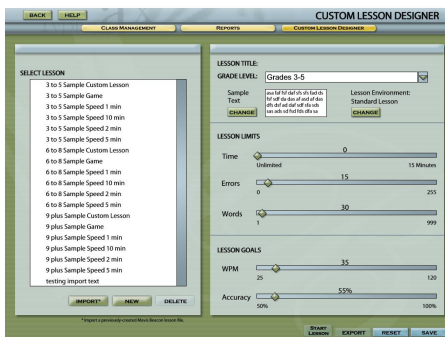 BACK HELP CUSTOM LESSON DESIGNER
CLASS MANAGEMENT REPORTS CUSTOM LESSON DESIGNER
SELECT LESSON
3 to 5 Sample Custom Lesson
3 to 5 Sample Game
3 to 5 Sample Speed 1 min
3 to 5 Sample Speed 10 min
3 to 5 Sample Speed 2 min
3 to 5 Sample Speed 5 min
6 to 8 Sample Custom Lesson
6 to 8 Sample Game
6 to 8 Sample Speed 1 min
6 to 8 Sample Speed 10 min
6 to 8 Sample Speed 2 min
6 to 8 Sample Speed 5 min
9 plus Sample Custom Lesson
9 plus Sample Game
9 plus Sample Speed 1 min
9 plus Sample Speed 10 min
9 plus Sample Speed 2 min
9 plus Sample Speed 5 min
testing import text
IMPORT* NEW DELETE
*Import a previously created Mavis Beacon lesson file.
LESSON TITLE:
GRADE LEVEL: Grades 3-5
Sample Text
CHANGE
Lesson Environment:
Standard Lesson
CHANGE
LESSON LIMITS
Time 0
Unlimited 15 Minutes
Errors 15
0 255
Words 30
1 999
LESSON GOALS
WPM 35
25 120
Accuracy 55%
50% 100%
START LESSON EXPORT RESET SAVE